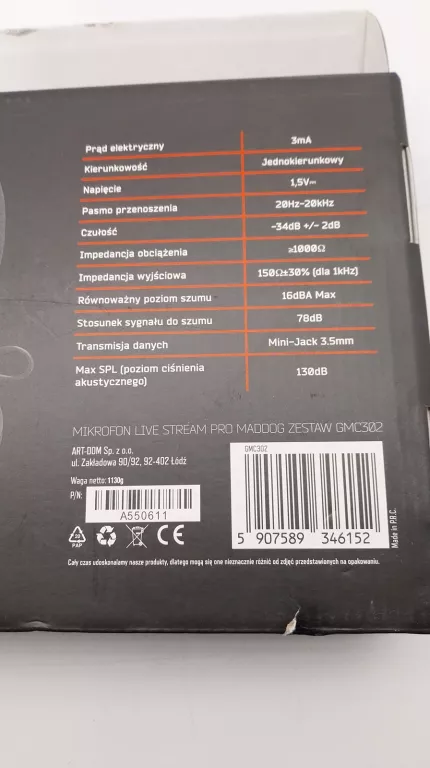 Prąd elektryczny 3mA
Kierunkowość Jednokierunkowy
Napięcie 1,5V⎓
Pasmo przenoszenia 20Hz~20kHz
Czułość -34dB +/- 2dB
Impedancja obciążenia ≥1000Ω
Impedancja wyjściowa 150Ω±30% (dla 1kHz)
Równoważny poziom szumu 16dBA Max
Stosunek sygnału do szumu 78dB
Transmisja danych Mini-Jack 3.5mm
Max SPL (poziom ciśnienia
akustycznego) 130dB
MIKROFON LIVE STREAM PRO MADDOG ZESTAW GMC302
ART-DOM Sp. z o.o.
ul. Zakładowa 90/92, 92-402 Łódź
Waga netto: 1130g
P/N:
A550611
GMC302
5 907589 346152
Made in P.R.C.
20
PAP
CE
Cały czas udoskonalamy nasze produkty, dlatego mogą się one nieznacznie różnić od zdjęć przedstawionych na opakowaniu.